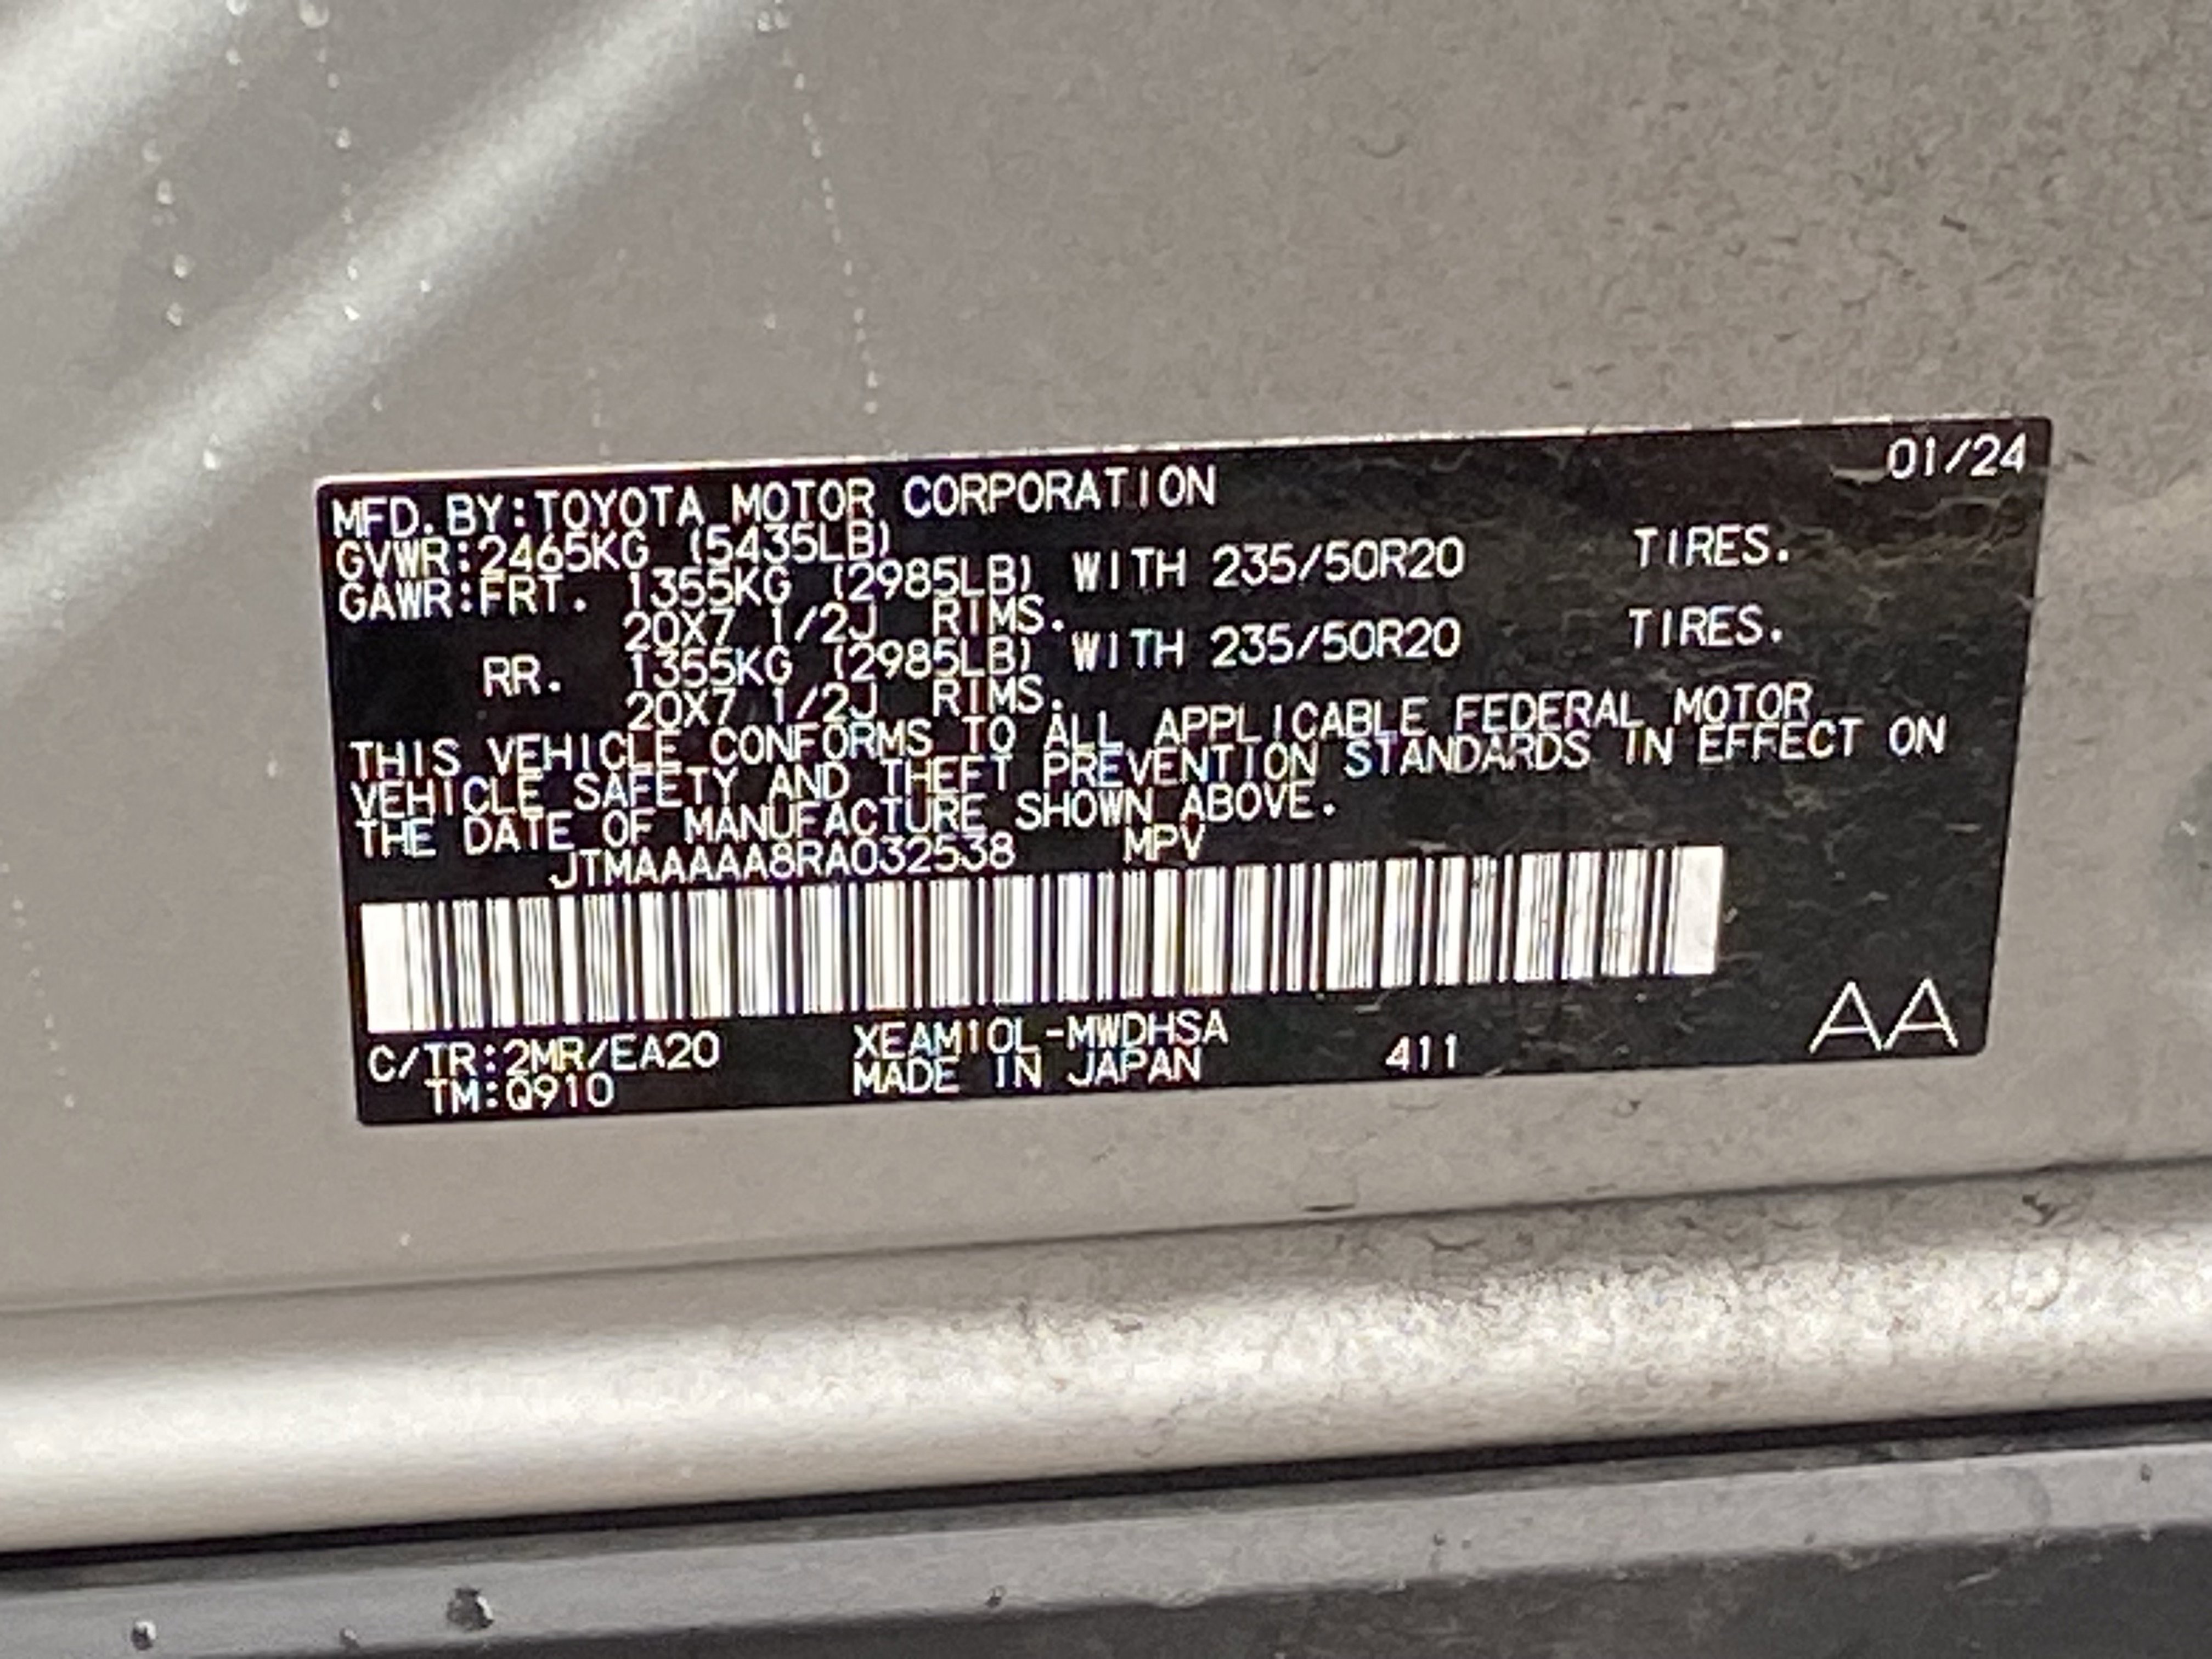 01/24
MFD.BY:TOYOTA MOTOR CORPORATION
GVWR:2465KG (5435LB)
GAWR:FRT. 1355KG (2985LB) WITH 235/50R20 TIRES.
20X7 1/2J RIMS.
RR. 1355KG (2985LB) WITH 235/50R20 TIRES.
20X7 1/2J RIMS.
THIS VEHICLE CONFORMS TO ALL APPLICABLE FEDERAL MOTOR
VEHICLE SAFETY AND THEFT PREVENTION STANDARDS IN EFFECT ON
THE DATE OF MANUFACTURE SHOWN ABOVE.
JTMAAAAA8RA032538 MPV
C/TR:2MR/EA20 XEAM10L-MWDHSA
TM:Q910 MADE IN JAPAN 411 AA